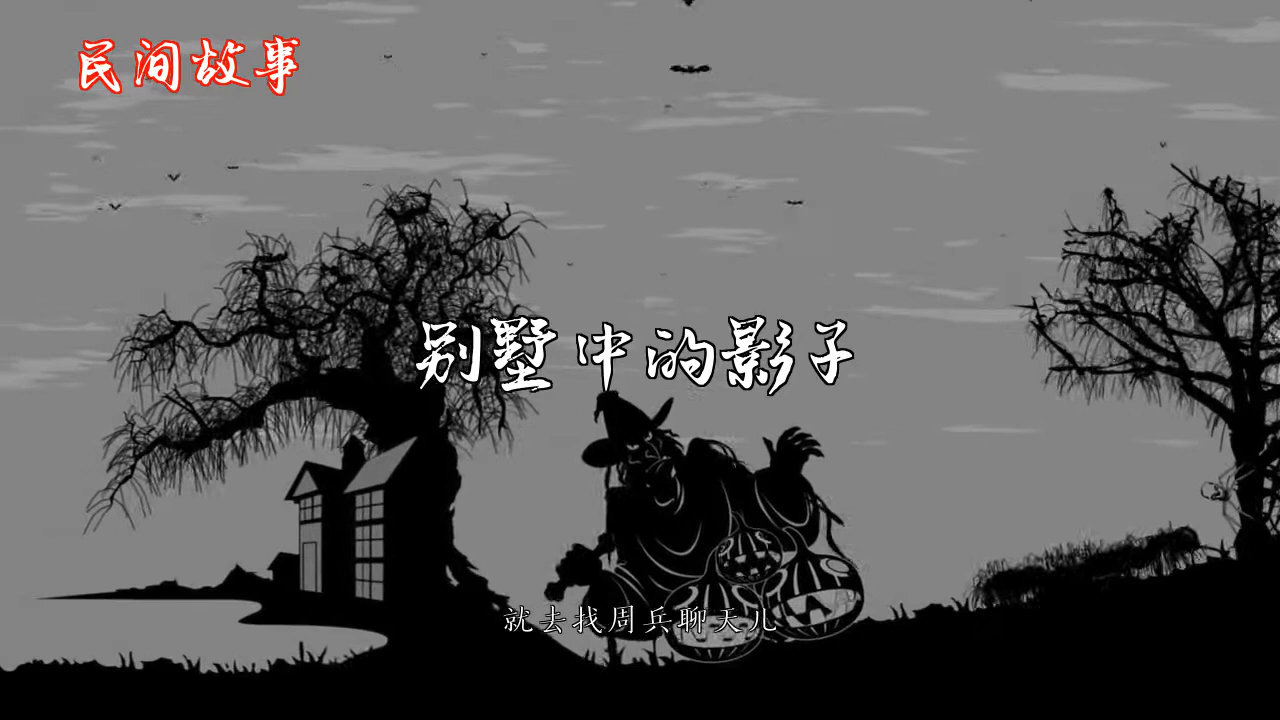 民间故事
别墅中的影子
就去找周兵聊天儿